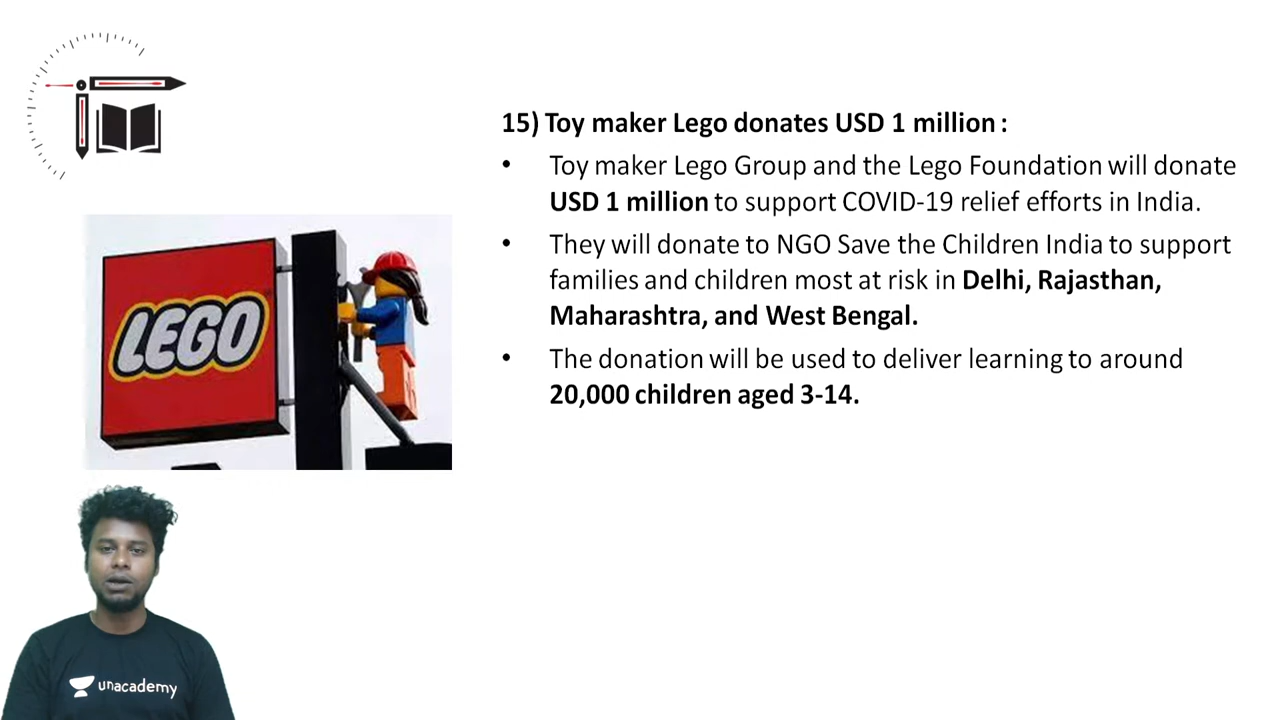 15) Toy maker Lego donates USD 1 million :
• Toy maker Lego Group and the Lego Foundation will donate
USD 1 million to support COVID-19 relief efforts in India.
• They will donate to NGO Save the Children India to support
families and children most at risk in Delhi, Rajasthan,
Maharashtra, and West Bengal.
• The donation will be used to deliver learning to around
20,000 children aged 3-14.
LEGO
unacademy